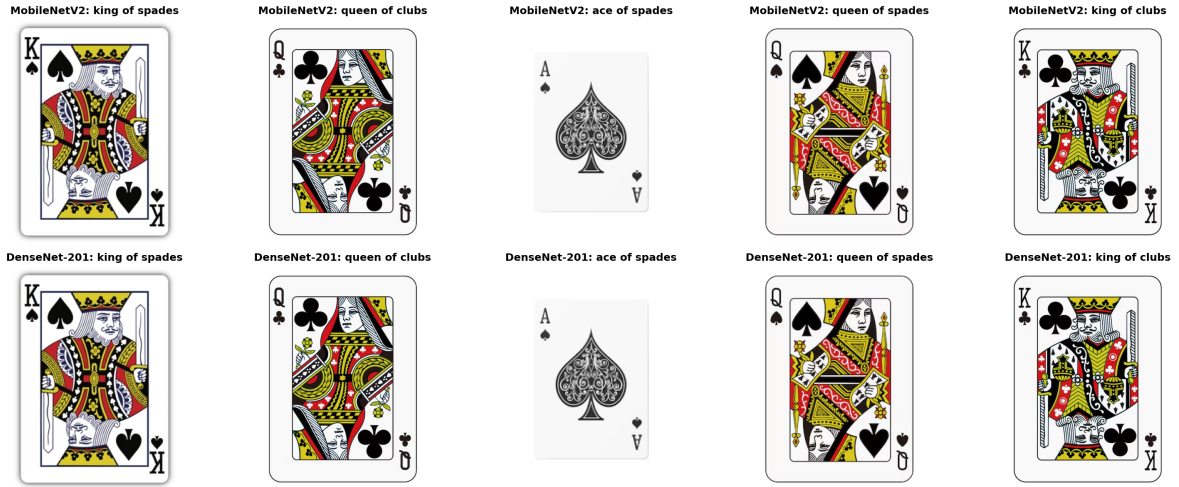 MobileNetV2: king of spades
MobileNetV2: queen of clubs
MobileNetV2: ace of spades
MobileNetV2: queen of spades
MobileNetV2: king of clubs
K
K
Q
Q
A
A
Q
Q
K
K
DenseNet-201: king of spades
DenseNet-201: queen of clubs
DenseNet-201: ace of spades
DenseNet-201: queen of spades
DenseNet-201: king of clubs
K
K
Q
Q
A
A
Q
Q
K
K